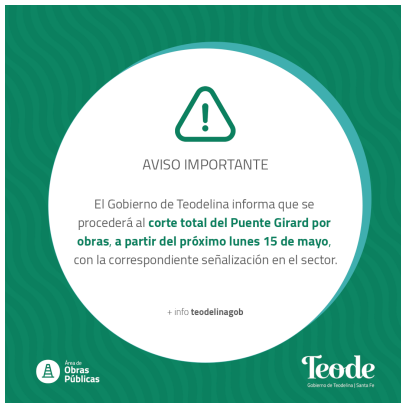 AVISO IMPORTANTE
El Gobierno de Teodelina informa que se
procederá al corte total del Puente Girard por
obras, a partir del próximo lunes 15 de mayo,
con la correspondiente señalización en el sector.
+ info teodelinagob
Área de
Obras
Públicas
Teode
Gobierno de Teodelina | Santa Fe